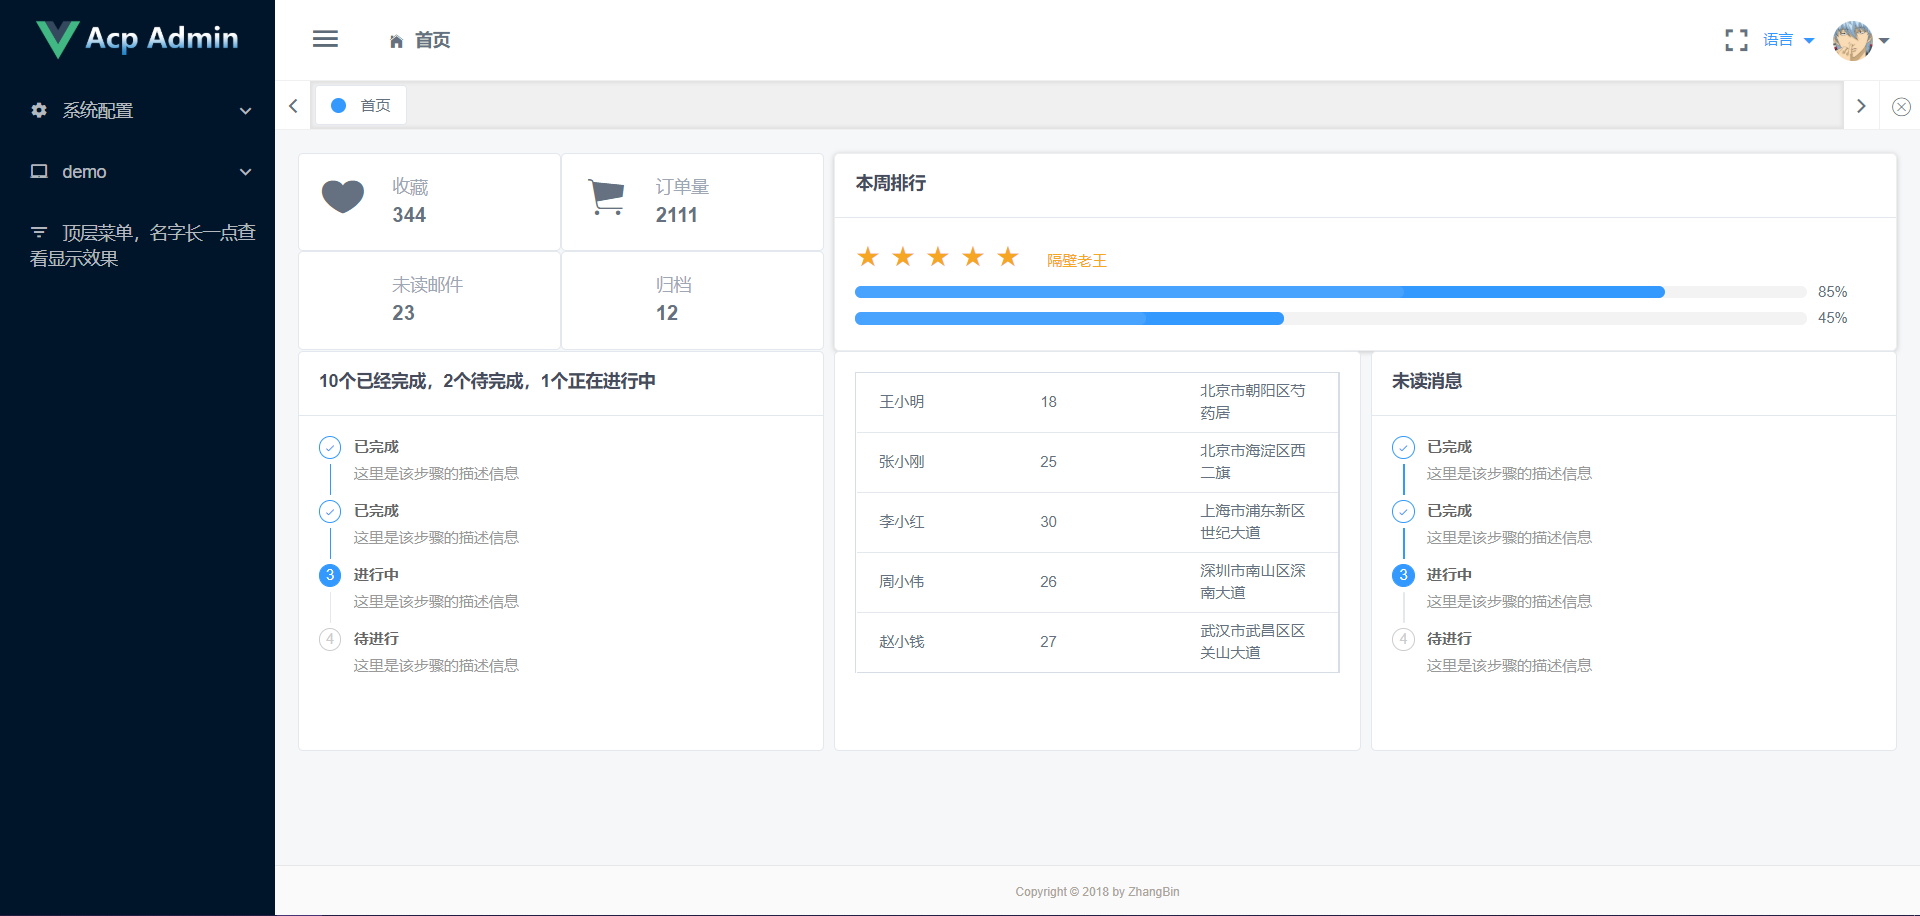 Acp Admin
系统配置
demo
顶层菜单，名字长一点查
看显示效果
首页
语言
首页
收藏
344
订单量
2111
未读邮件
23
归档
12
本周排行
隔壁老王
85%
45%
10个已经完成，2个待完成，1个正在进行中
已完成
这里是该步骤的描述信息
已完成
这里是该步骤的描述信息
3 进行中
这里是该步骤的描述信息
4 待进行
这里是该步骤的描述信息
王小明 18 北京市朝阳区芍
药居
张小刚 25 北京市海淀区西
二旗
李小红 30 上海市浦东新区
世纪大道
周小伟 26 深圳市南山区深
南大道
赵小钱 27 武汉市武昌区区
关山大道
未读消息
已完成
这里是该步骤的描述信息
已完成
这里是该步骤的描述信息
3 进行中
这里是该步骤的描述信息
4 待进行
这里是该步骤的描述信息
Copyright © 2018 by ZhangBin